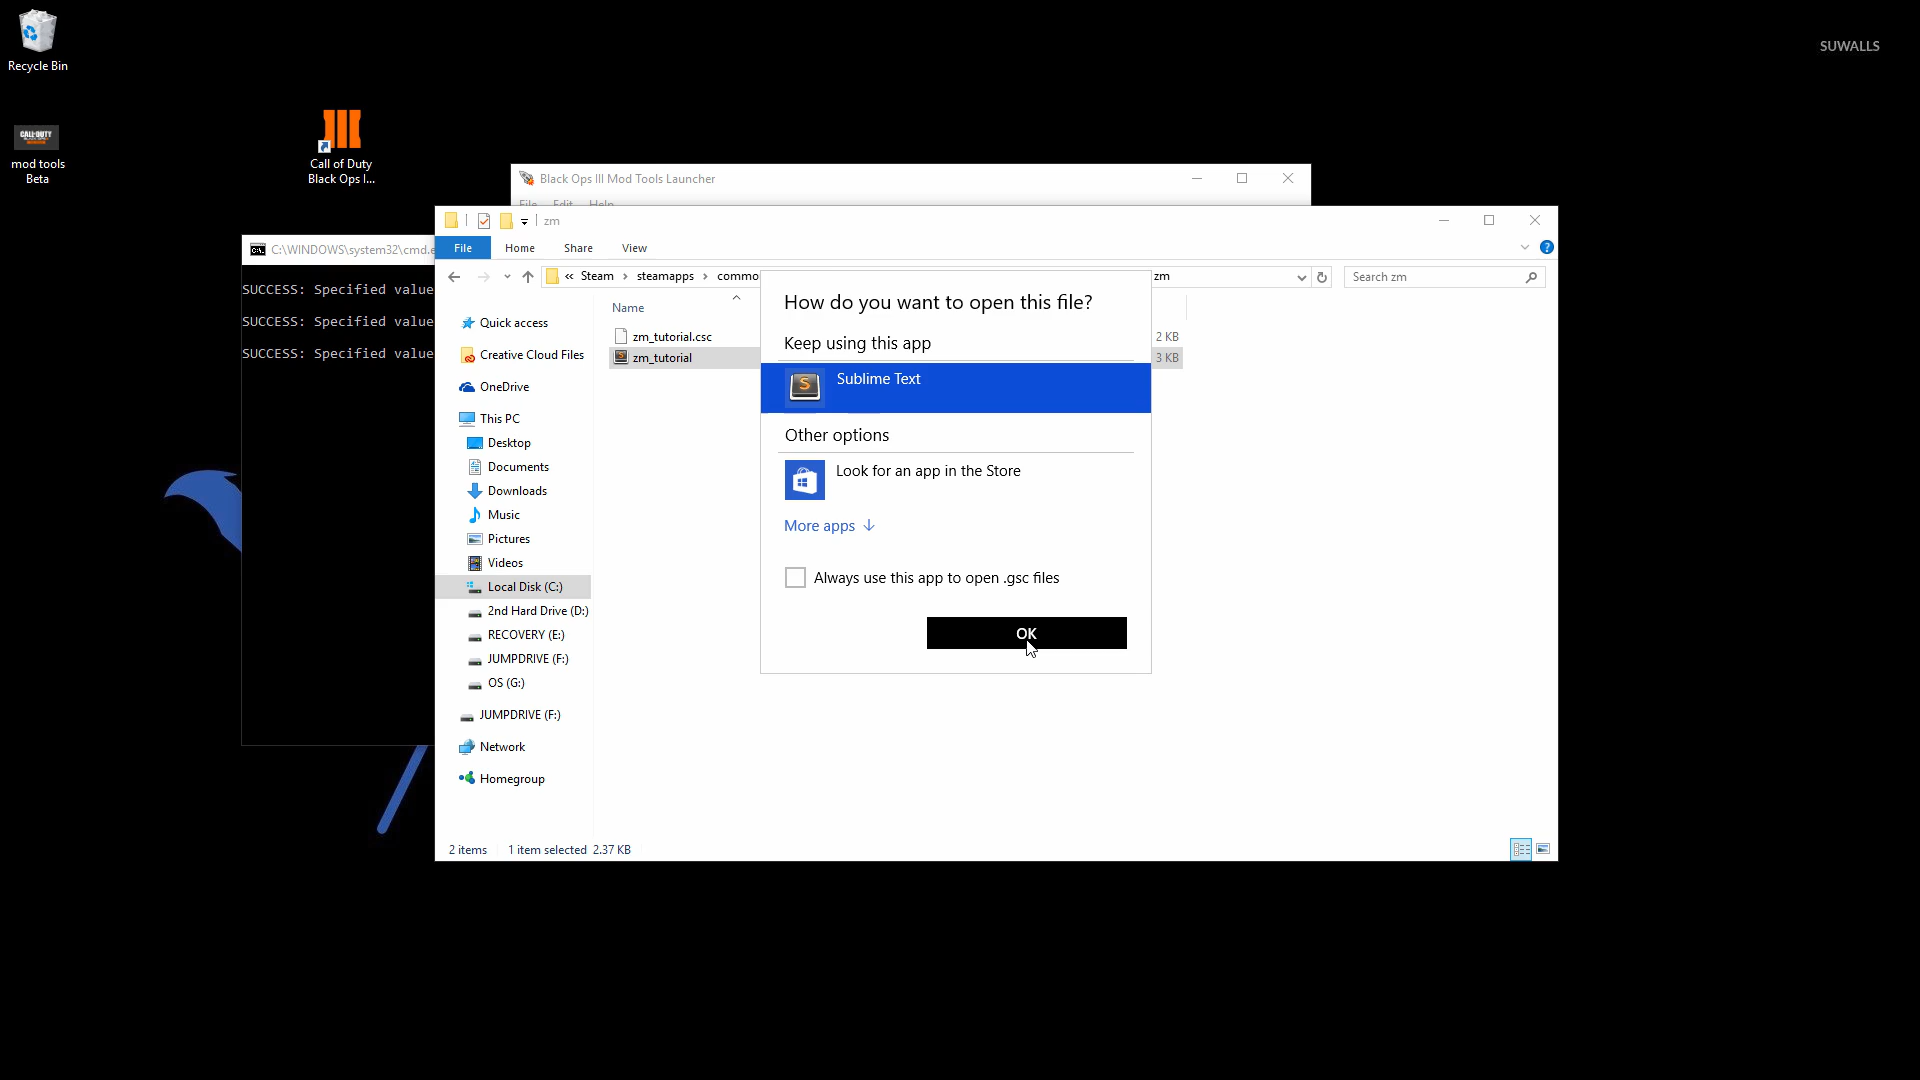 Recycle Bin
SUWALLS
CALL OF DUTY
mod tools
Beta
Call of Duty
Black Ops I...
Black Ops III Mod Tools Launcher
File Edit Help
zm
C:\WINDOWS\system32\cmd.e
File Home Share View
« Steam › steamapps › commo
zm
Search zm
SUCCESS: Specified value
SUCCESS: Specified value
SUCCESS: Specified value
Name
zm_tutorial.csc
2 KB
zm_tutorial
3 KB
Quick access
Creative Cloud Files
OneDrive
This PC
Desktop
Documents
Downloads
Music
Pictures
Videos
Local Disk (C:)
2nd Hard Drive (D:)
RECOVERY (E:)
JUMPDRIVE (F:)
OS (G:)
JUMPDRIVE (F:)
Network
Homegroup
How do you want to open this file?
Keep using this app
Sublime Text
Other options
Look for an app in the Store
More apps
Always use this app to open .gsc files
OK
2 items 1 item selected 2.37 KB